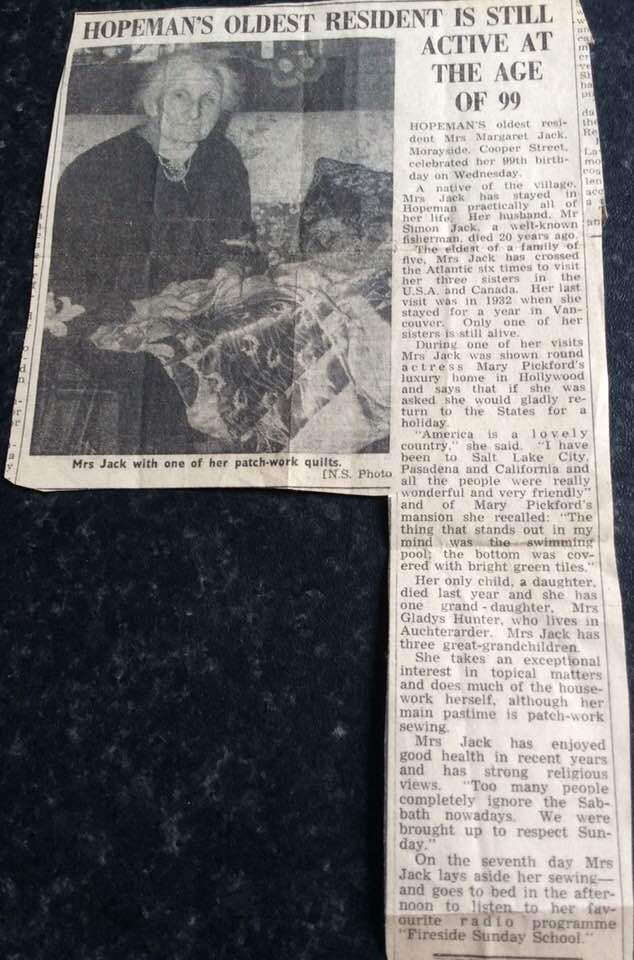 HOPEMAN'S OLDEST RESIDENT IS STILL
ACTIVE AT
THE AGE
OF 99
HOPEMAN'S oldest resi-
dent Mrs Margaret Jack,
Morayside, Cooper Street,
celebrated her 99th birth-
day on Wednesday.
A native of the village,
Mrs Jack has stayed in
Hopeman practically all of
her life. Her husband, Mr
Simon Jack, a well-known
fisherman, died 20 years ago.
The eldest of a family of
five, Mrs Jack has crossed
the Atlantic six times to visit
her three sisters in the
U.S.A. and Canada. Her last
visit was in 1932 when she
stayed for a year in Van-
couver. Only one of her
sisters is still alive.
During one of her visits
Mrs Jack was shown round
actress Mary Pickford's
luxury home in Hollywood
and says that if she was
asked she would gladly re-
turn to the States for a
holiday.
"America is a lovely
country," she said. "I have
been to Salt Lake City,
Pasadena and California and
all the people were really
wonderful and very friendly"
and of Mary Pickford's
mansion she recalled: "The
thing that stands out in my
mind was the swimming
pool; the bottom was cov-
ered with bright green tiles."
Her only child, a daughter,
died last year and she has
one grand-daughter, Mrs
Gladys Hunter, who lives in
Auchterarder. Mrs Jack has
three great-grandchildren.
She takes an exceptional
interest in topical matters
and does much of the house-
work herself, although her
main pastime is patch-work
sewing.
Mrs Jack has enjoyed
good health in recent years
and has strong religious
views. "Too many people
completely ignore the Sab-
bath nowadays. We were
brought up to respect Sun-
day."
On the seventh day Mrs
Jack lays aside her sewing—
and goes to bed in the after-
noon to listen to her fav-
ourite radio programme
"Fireside Sunday School."
Mrs Jack with one of her patch-work quilts.
[N.S. Photo